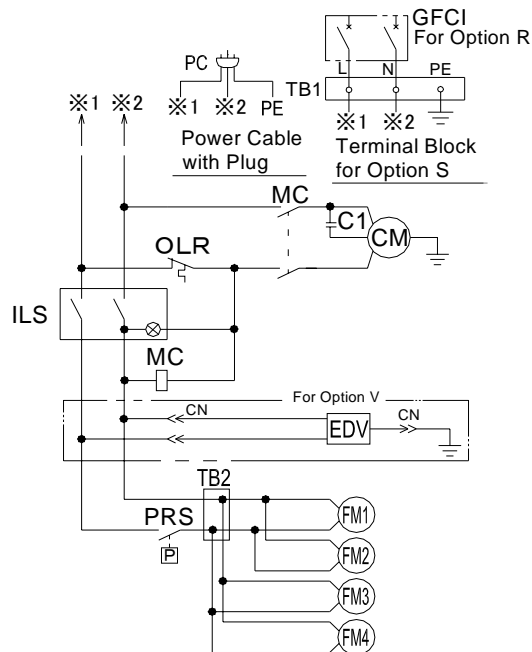 GFCI
For Option R
PC
L N PE
TB1
※1 ※2
※1 ※2 PE
※1 ※2
Power Cable
with Plug
Terminal Block
for Option S
MC
C1
CM
OLR
ILS
MC
For Option V
CN
EDV
CN
TB2
PRS
P
FM1
FM2
FM3
FM4